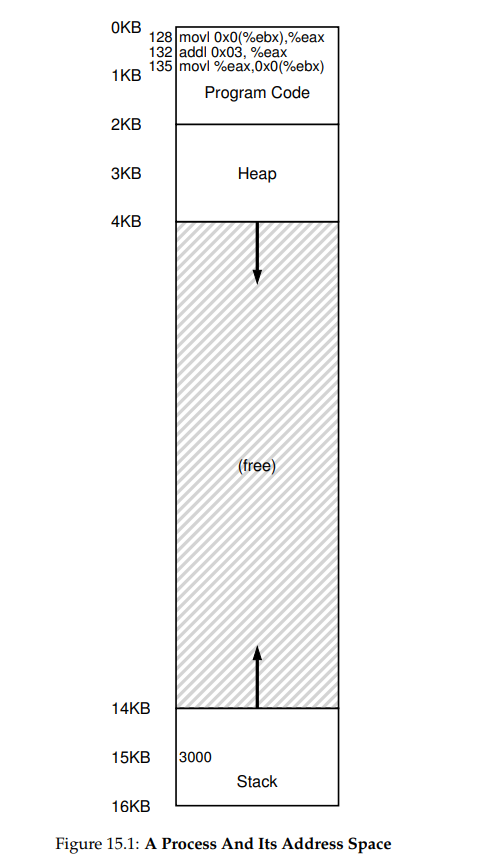 0KB
128 movl 0x0(%ebx),%eax
132 addl 0x03, %eax
135 movl %eax,0x0(%ebx)
1KB
Program Code
2KB
3KB Heap
4KB
(free)
14KB
15KB 3000
Stack
16KB
Figure 15.1: A Process And Its Address Space